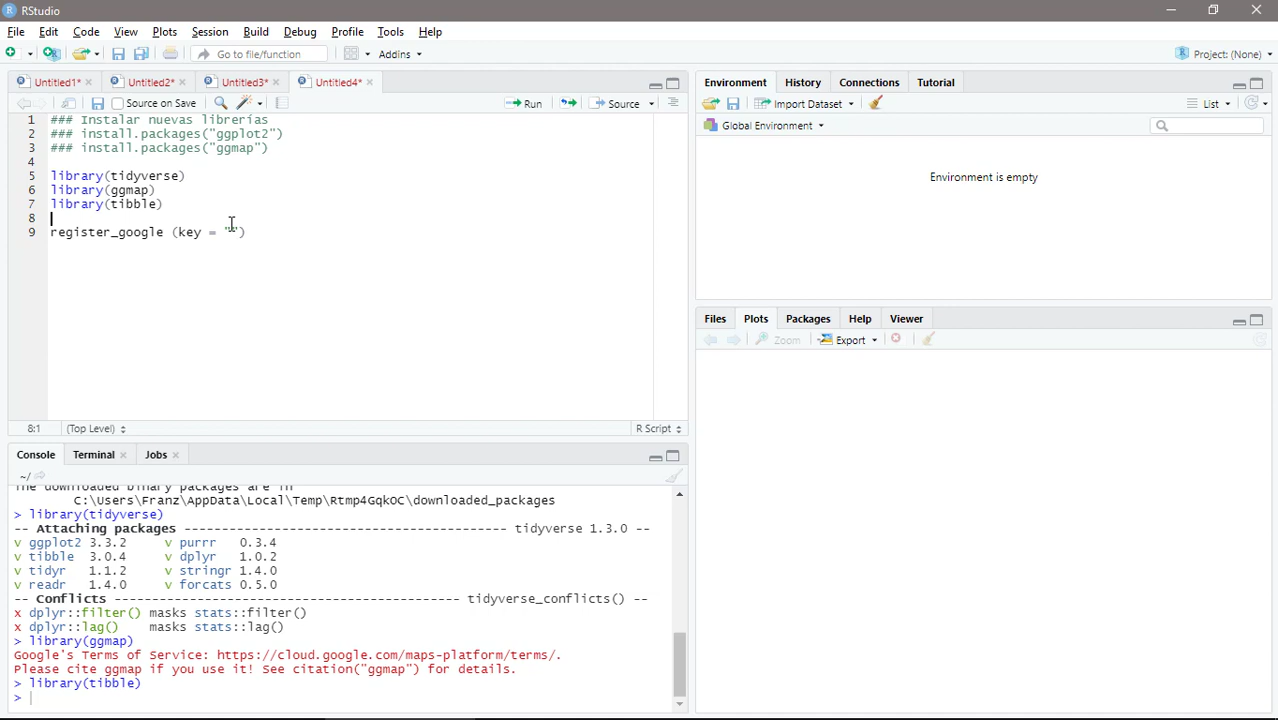 RStudio
File Edit Code View Plots Session Build Debug Profile Tools Help
Go to file/function Addins Project: (None)
Untitled1* Untitled2* Untitled3* Untitled4*
Source on Save Run Source
1 ### Instalar nuevas librerías
2 ### install.packages("ggplot2")
3 ### install.packages("ggmap")
4
5 library(tidyverse)
6 library(ggmap)
7 library(tibble)
8
9 register_google (key = "")
8:1 (Top Level) R Script
Console Terminal Jobs
~/
The downloaded binary packages are in
C:\Users\Franz\AppData\Local\Temp\Rtmp4GqkOC\downloaded_packages
> library(tidyverse)
-- Attaching packages --------------------------------------- tidyverse 1.3.0 --
v ggplot2 3.3.2 v purrr 0.3.4
v tibble 3.0.4 v dplyr 1.0.2
v tidyr 1.1.2 v stringr 1.4.0
v readr 1.4.0 v forcats 0.5.0
-- Conflicts ------------------------------------------ tidyverse_conflicts() --
x dplyr::filter() masks stats::filter()
x dplyr::lag() masks stats::lag()
> library(ggmap)
Google's Terms of Service: https://cloud.google.com/maps-platform/terms/.
Please cite ggmap if you use it! See citation("ggmap") for details.
> library(tibble)
>
Environment History Connections Tutorial
Import Dataset List
Global Environment
Environment is empty
Files Plots Packages Help Viewer
Zoom Export